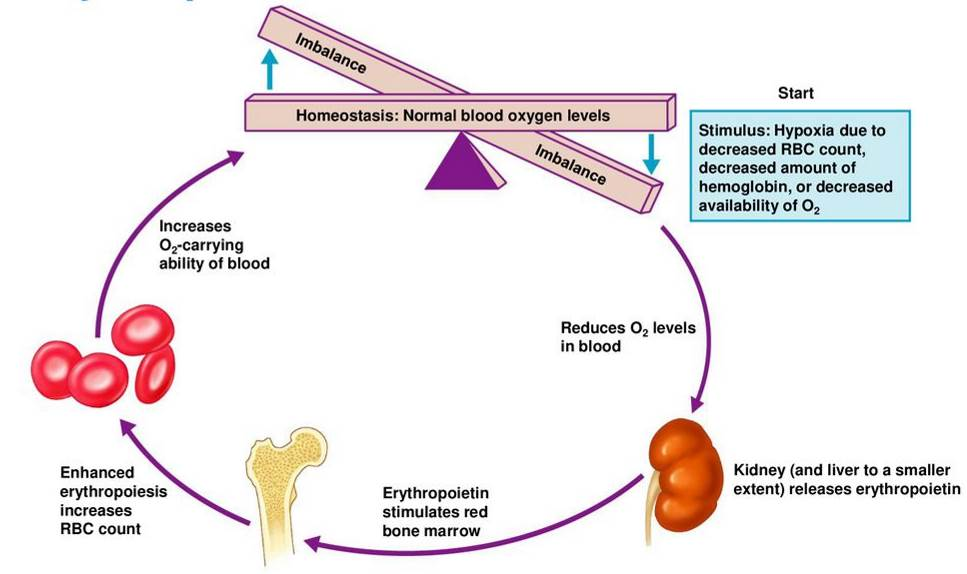 Imbalance
Homeostasis: Normal blood oxygen levels
Imbalance
Start
Stimulus: Hypoxia due to
decreased RBC count,
decreased amount of
hemoglobin, or decreased
availability of O₂
Reduces O₂ levels
in blood
Kidney (and liver to a smaller
extent) releases erythropoietin
Erythropoietin
stimulates red
bone marrow
Enhanced
erythropoiesis
increases
RBC count
Increases
O₂-carrying
ability of blood